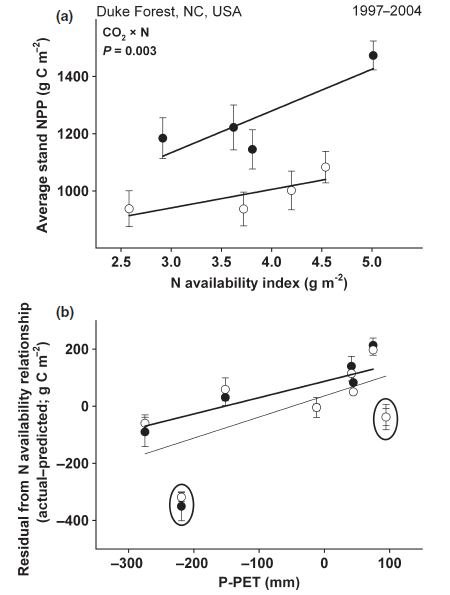 (a) Duke Forest, NC, USA 1997–2004
CO₂ × N
P = 0.003
Average stand NPP (g C m⁻²)
1400
1200
1000
2.5 3.0 3.5 4.0 4.5 5.0
N availability index (g m⁻²)
(b)
Residual from N availability relationship
(actual–predicted; g C m⁻²)
200
0
−200
−400
−300 −200 −100 0 100
P-PET (mm)